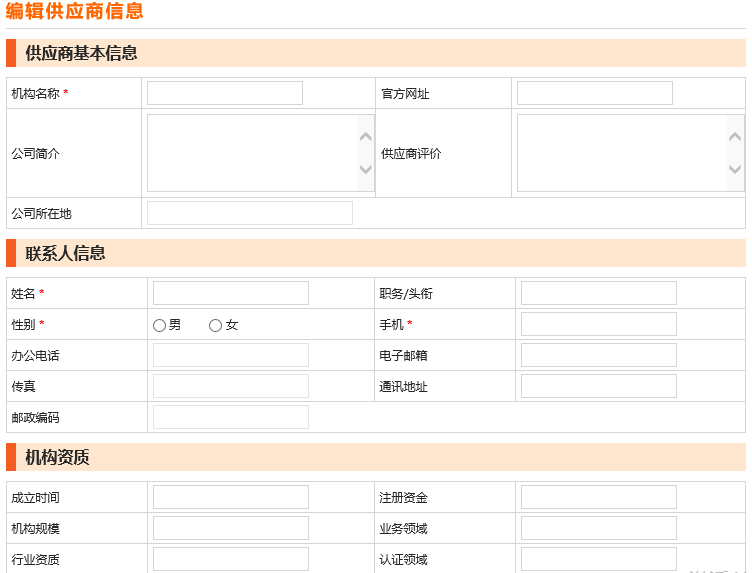 编辑供应商信息
供应商基本信息
机构名称 * 官方网址
公司简介 供应商评价
公司所在地
联系人信息
姓名 * 职务/头衔
性别 * 男 女 手机 *
办公电话 电子邮箱
传真 通讯地址
邮政编码
机构资质
成立时间 注册资金
机构规模 业务领域
行业资质 认证领域